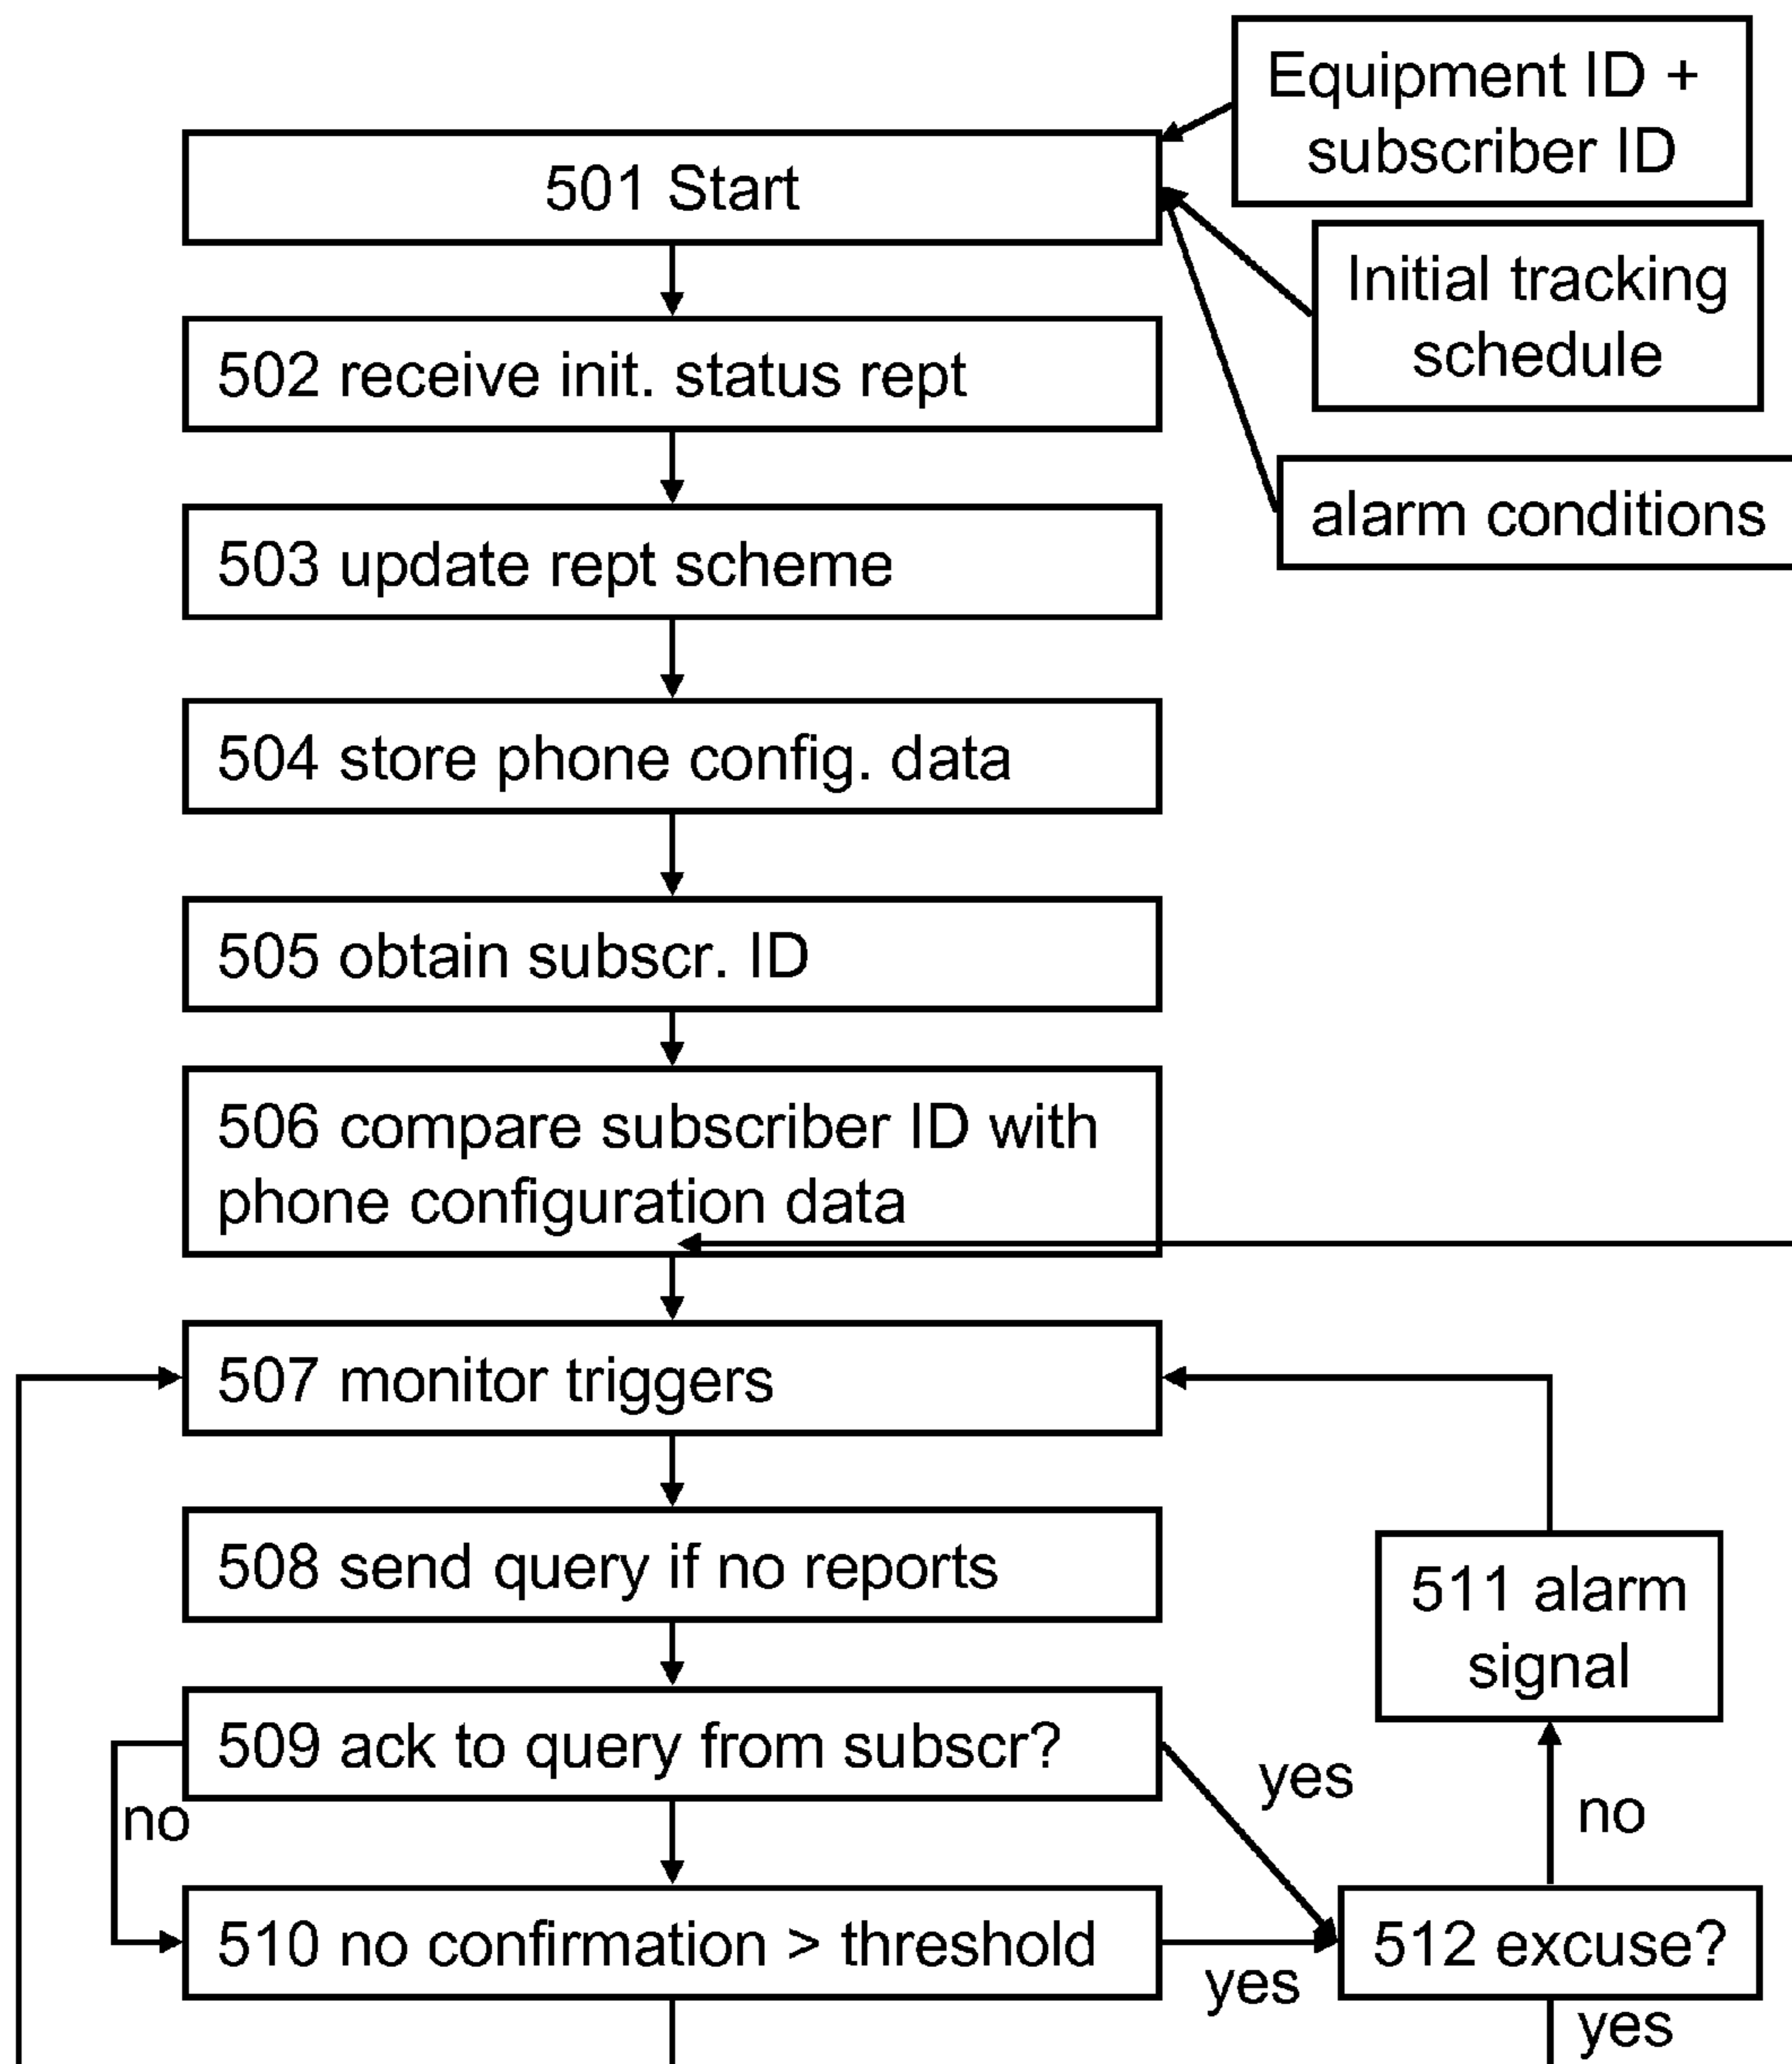 Equipment ID +
subscriber ID
501 Start
Initial tracking
schedule
502 receive init. status rept
alarm conditions
503 update rept scheme
504 store phone config. data
505 obtain subscr. ID
506 compare subscriber ID with
phone configuration data
507 monitor triggers
508 send query if no reports
511 alarm
signal
509 ack to query from subscr?
yes
no
no
510 no confirmation > threshold
512 excuse?
yes
yes